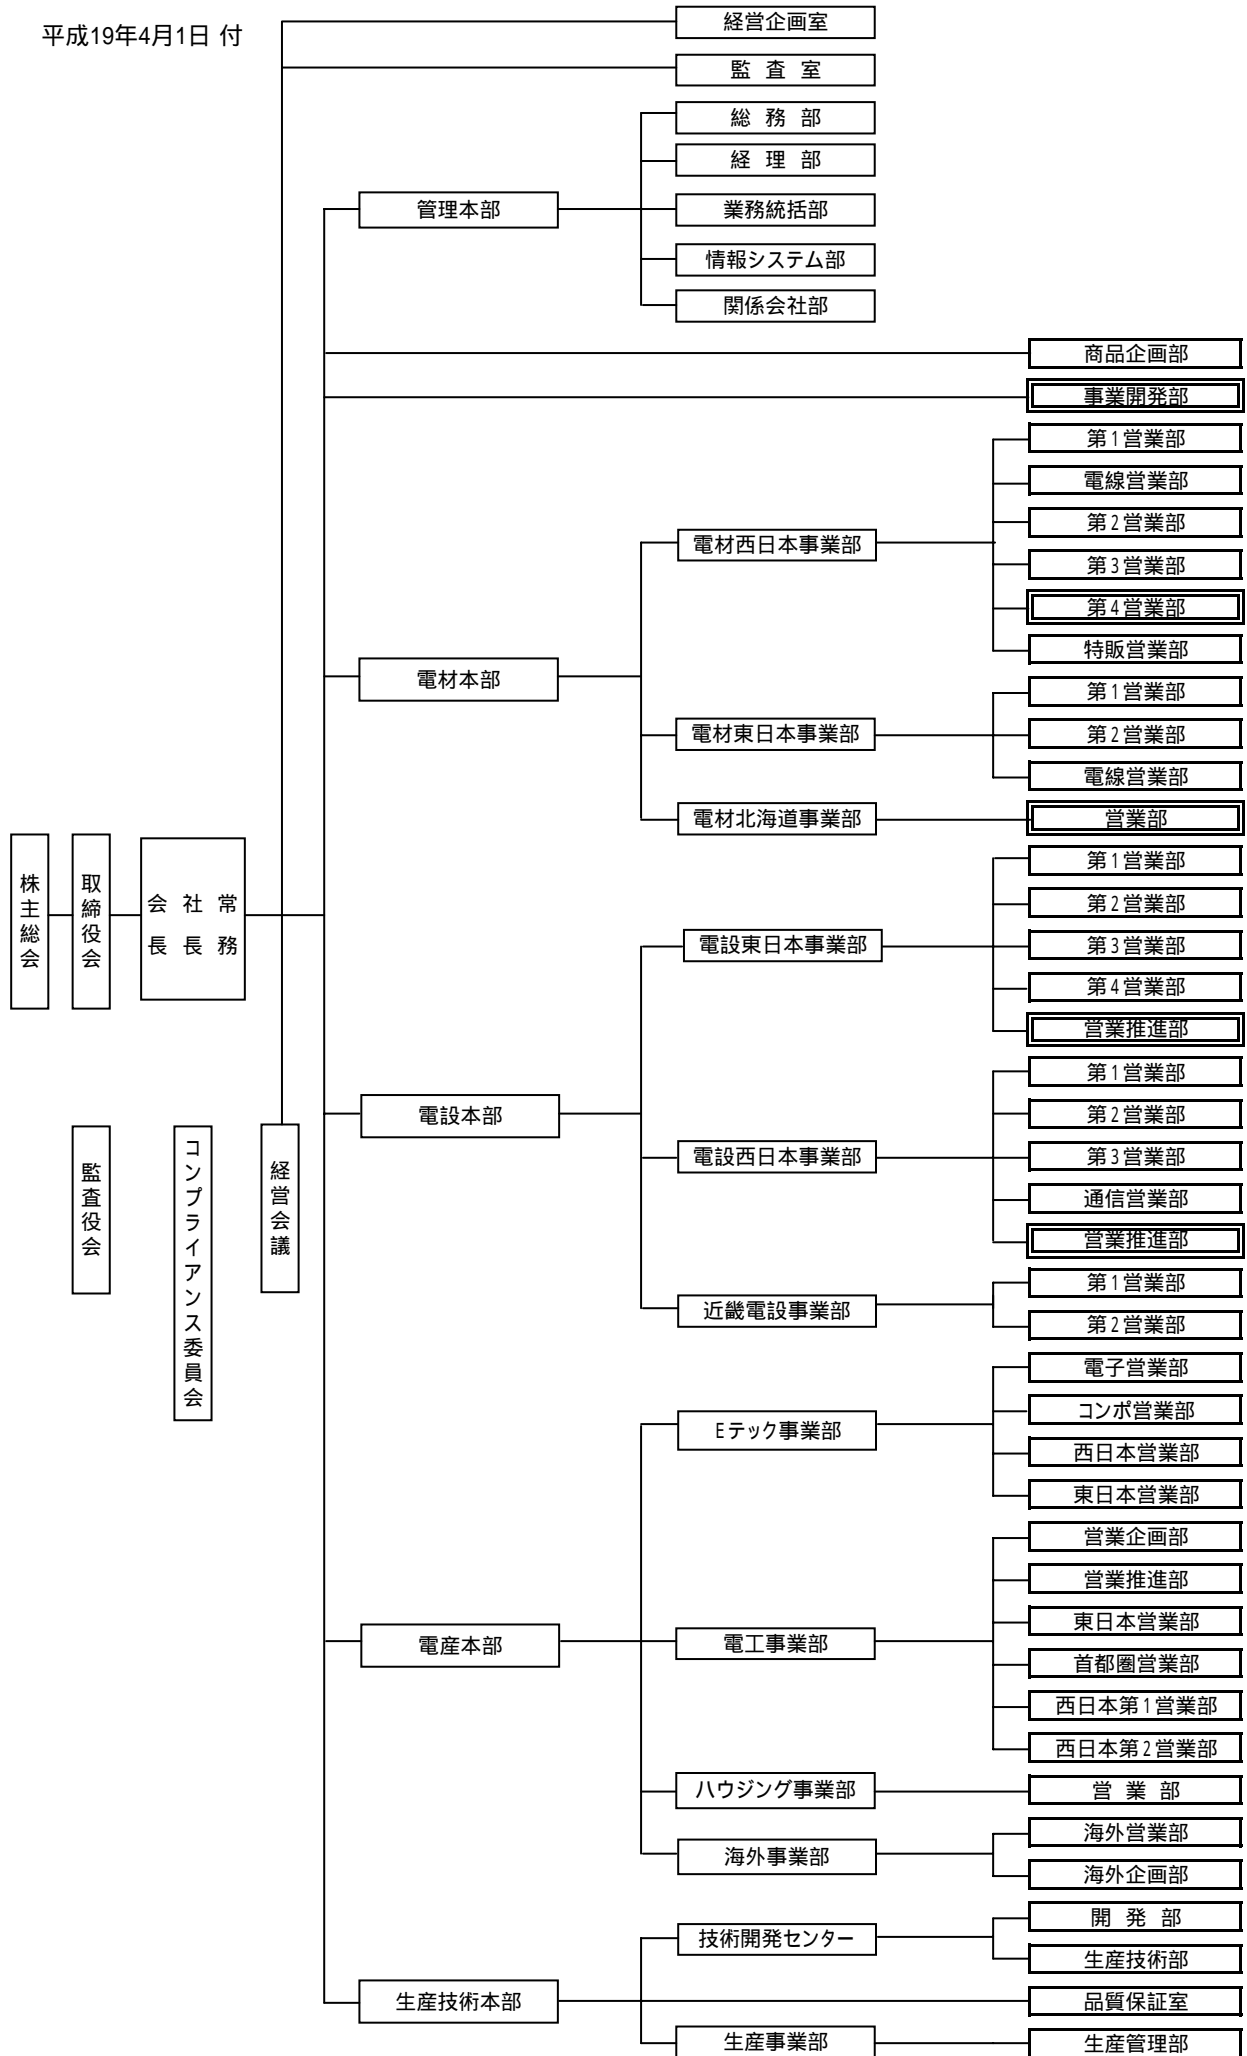 平成19年4月1日 付
経営企画室
監 査 室
総 務 部
経 理 部
管理本部
業務統括部
情報システム部
関係会社部
商品企画部
事業開発部
第1営業部
電線営業部
第2営業部
電材西日本事業部
第3営業部
第4営業部
特販営業部
電材本部
第1営業部
電材東日本事業部
第2営業部
電線営業部
電材北海道事業部
営業部
株主総会
取締役会
会 社 常
長 長 務
第1営業部
第2営業部
電設東日本事業部
第3営業部
第4営業部
営業推進部
電設本部
第1営業部
第2営業部
電設西日本事業部
第3営業部
通信営業部
営業推進部
監査役会
コンプライアンス委員会
経営会議
近畿電設事業部
第1営業部
第2営業部
電子営業部
Eテック事業部
コンポ営業部
西日本営業部
東日本営業部
営業企画部
営業推進部
電産本部
電工事業部
東日本営業部
首都圏営業部
西日本第1営業部
西日本第2営業部
ハウジング事業部
営 業 部
海外事業部
海外営業部
海外企画部
技術開発センター
開 発 部
生産技術部
生産技術本部
品質保証室
生産事業部
生産管理部